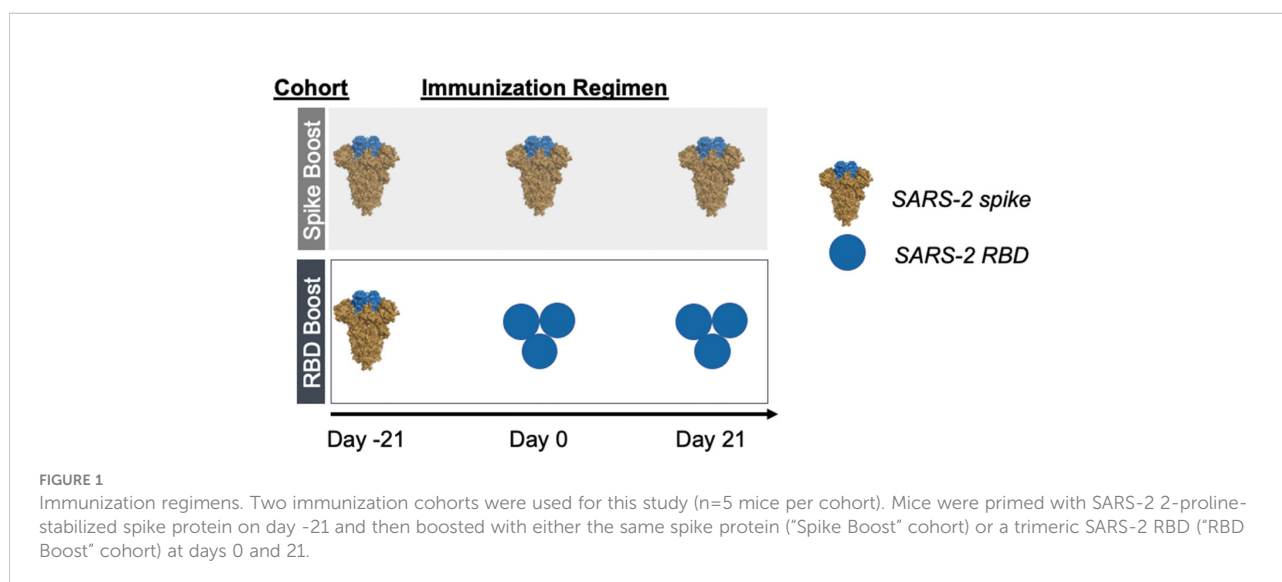 Cohort Immunization Regimen
Spike Boost
RBD Boost
SARS-2 spike
SARS-2 RBD
Day -21 Day 0 Day 21
FIGURE 1
Immunization regimens. Two immunization cohorts were used for this study (n=5 mice per cohort). Mice were primed with SARS-2 2-proline-
stabilized spike protein on day -21 and then boosted with either the same spike protein (“Spike Boost” cohort) or a trimeric SARS-2 RBD (“RBD
Boost” cohort) at days 0 and 21.